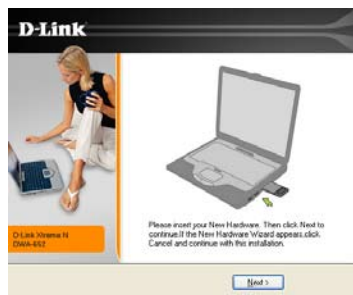 D-Link
Please insert your New Hardware. Then click Next to
continue.If the New Hardware Wizard appears,click
Cancel and continue with this installation.
D-Link Xtreme N
DWA-652
Next >